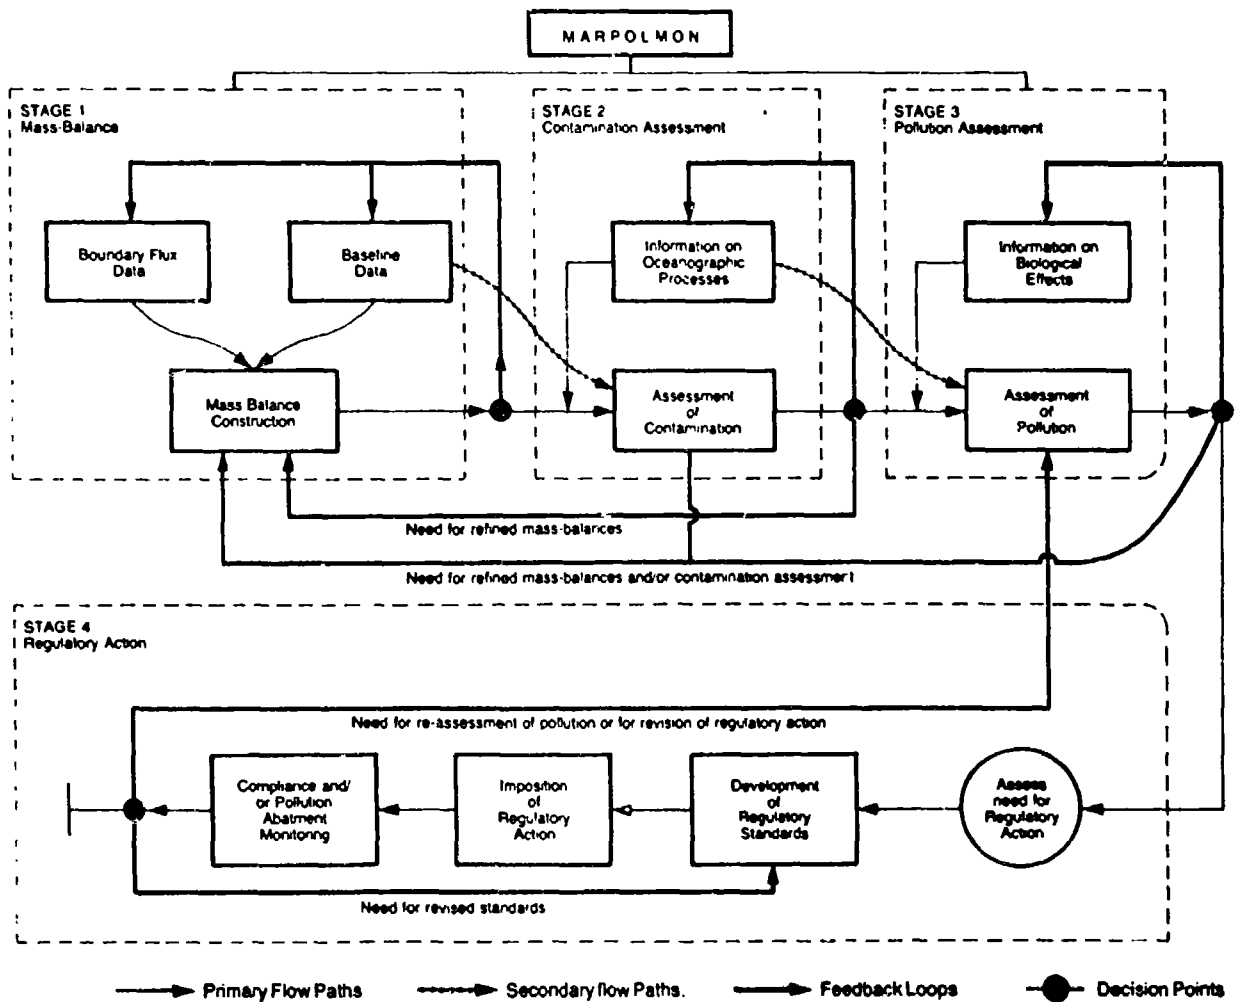 MARPOLMON
STAGE 1
Mass-Balance
STAGE 2
Contamination Assessment
STAGE 3
Pollution Assessment
Boundary Flux
Data
Baseline
Data
Information on
Oceanographic
Processes
Information on
Biological
Effects
Mass Balance
Construction
Assessment
of
Contamination
Assessment
of
Pollution
Need for refined mass-balances
Need for refined mass-balances and/or contamination assessment
STAGE 4
Regulatory Action
Need for re-assessment of pollution or for revision of regulatory action
Compliance and/
or Pollution
Abatment
Monitoring
Imposition
of
Regulatory
Action
Development
of
Regulatory
Standards
Assess
need for
Regulatory
Action
Need for revised standards
Primary Flow Paths
Secondary flow Paths.
Feedback Loops
Decision Points